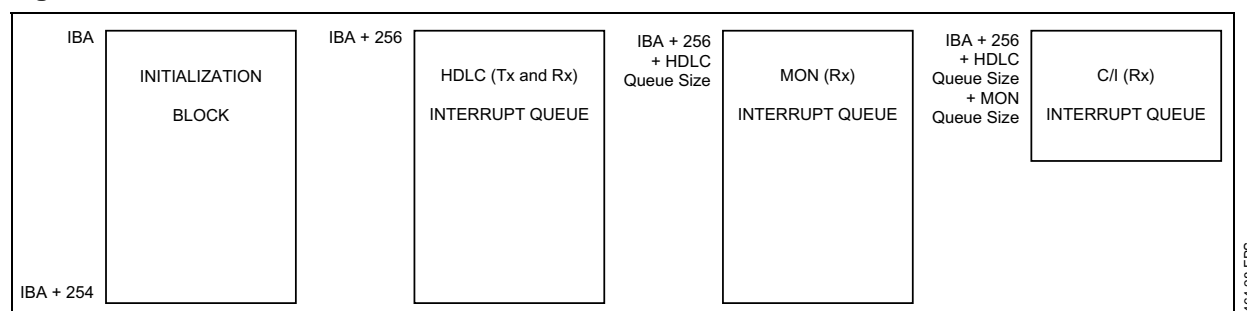 IBA
INITIALIZATION
BLOCK
IBA + 254
IBA + 256
HDLC (Tx and Rx)
INTERRUPT QUEUE
IBA + 256
+ HDLC
Queue Size
MON (Rx)
INTERRUPT QUEUE
IBA + 256
+ HDLC
Queue Size
+ MON
Queue Size
C/I (Rx)
INTERRUPT QUEUE